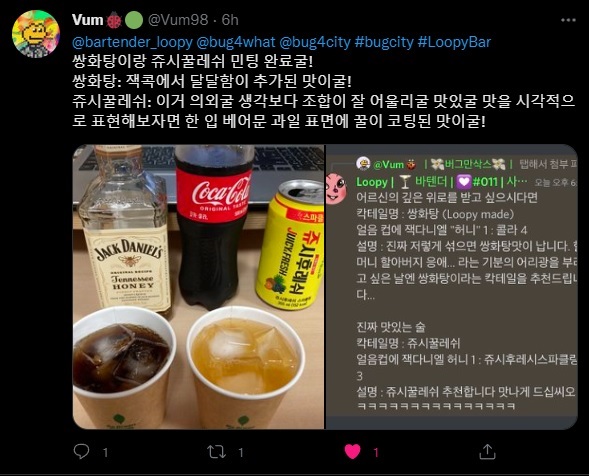 Vum🐞🟢 @Vum98 · 6h
@bartender_loopy @bug4what @bug4city #bugcity #LoopyBar
쌍화탕이랑 쥬시꿀레쉬 민팅 완료굴!
쌍화탕: 잭콕에서 달달함이 추가된 맛이굴!
쥬시꿀레쉬: 이거 의외굴 생각보다 조합이 잘 어울리굴 맛있굴 맛을 시각적으
로 표현해보자면 한 입 베어문 과일 표면에 꿀이 코팅된 맛이굴!
JACK DANIEL'S
Tennessee
HONEY
Coca-Cola
ORIGINAL TASTE
스파클
쥬시후레쉬
JUICY FRESH
@Vum🐞 | 💸버그만삭스💸 | 탭해서 첨부 파
Loopy | 🍸 바텐더 | 💟#011 | 사… 오늘 오후 6
어르신의 깊은 위로를 받고 싶으시다면
칵테일명 : 쌍화탕 (Loopy made)
얼음 컵에 잭다니엘 "허니" 1 : 콜라 4
설명 : 진짜 저렇게 섞으면 쌍화탕맛이 납니다. 할
머니 할아버지 응애... 라는 기분의 어리광을 부리
고 싶은 날엔 쌍화탕이라는 칵테일을 추천드립니
다...
진짜 맛있는 술
칵테일명 : 쥬시꿀레쉬
얼음컵에 잭다니엘 허니 1 : 쥬시후레시스파클링
3
설명 : 쥬시꿀레쉬 추천합니다 맛나게 드십씨오
ㅋㅋㅋㅋㅋㅋㅋㅋㅋㅋㅋㅋㅋㅋㅋㅋ
1
1
1